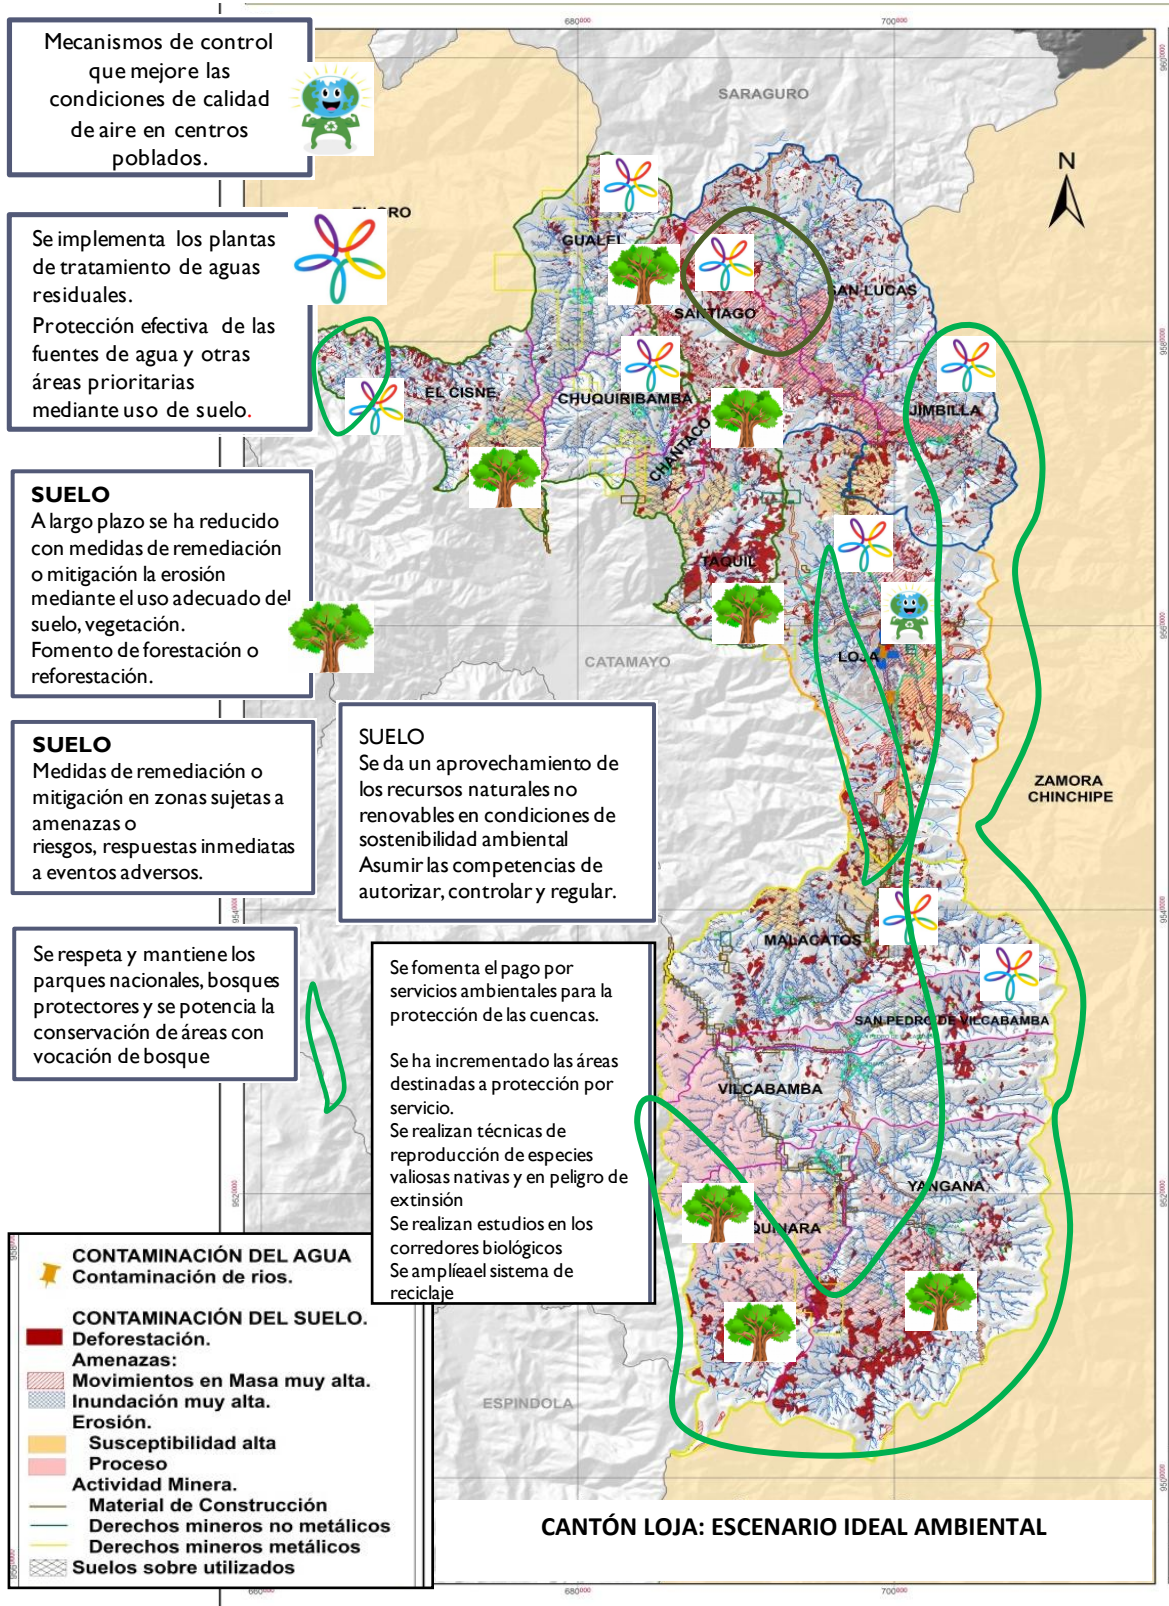 680000
700000
Mecanismos de control
que mejore las
condiciones de calidad
de aire en centros
poblados.
Se implementa los plantas
de tratamiento de aguas
residuales.
Protección efectiva de las
fuentes de agua y otras
áreas prioritarias
mediante uso de suelo.
SUELO
A largo plazo se ha reducido
con medidas de remediación
o mitigación la erosión
mediante el uso adecuado del
suelo, vegetación.
Fomento de forestación o
reforestación.
SUELO
Medidas de remediación o
mitigación en zonas sujetas a
amenazas o
riesgos, respuestas inmediatas
a eventos adversos.
SUELO
Se da un aprovechamiento de
los recursos naturales no
renovables en condiciones de
sostenibilidad ambiental
Asumir las competencias de
autorizar, controlar y regular.
Se respeta y mantiene los
parques nacionales, bosques
protectores y se potencia la
conservación de áreas con
vocación de bosque
Se fomenta el pago por
servicios ambientales para la
protección de las cuencas.
Se ha incrementado las áreas
destinadas a protección por
servicio.
Se realizan técnicas de
reproducción de especies
valiosas nativas y en peligro de
extinsión
Se realizan estudios en los
corredores biológicos
Se amplíeael sistema de
reciclaje
SARAGURO
N
ORO
GUALEL
SAN LUCAS
SANTIAGO
EL CISNE
CHUQUIRIBAMBA
JIMBILLA
CHANTACO
TAQUIL
LOJA
CATAMAYO
ZAMORA
CHINCHIPE
MALACATOS
SAN PEDRO DE VILCABAMBA
VILCABAMBA
YANGANA
QUINARA
ESPINDOLA
CONTAMINACIÓN DEL AGUA
Contaminación de rios.
CONTAMINACIÓN DEL SUELO.
Deforestación.
Amenazas:
Movimientos en Masa muy alta.
Inundación muy alta.
Erosión.
Susceptibilidad alta
Proceso
Actividad Minera.
Material de Construcción
Derechos mineros no metálicos
Derechos mineros metálicos
Suelos sobre utilizados
CANTÓN LOJA: ESCENARIO IDEAL AMBIENTAL
660000
680000
700000